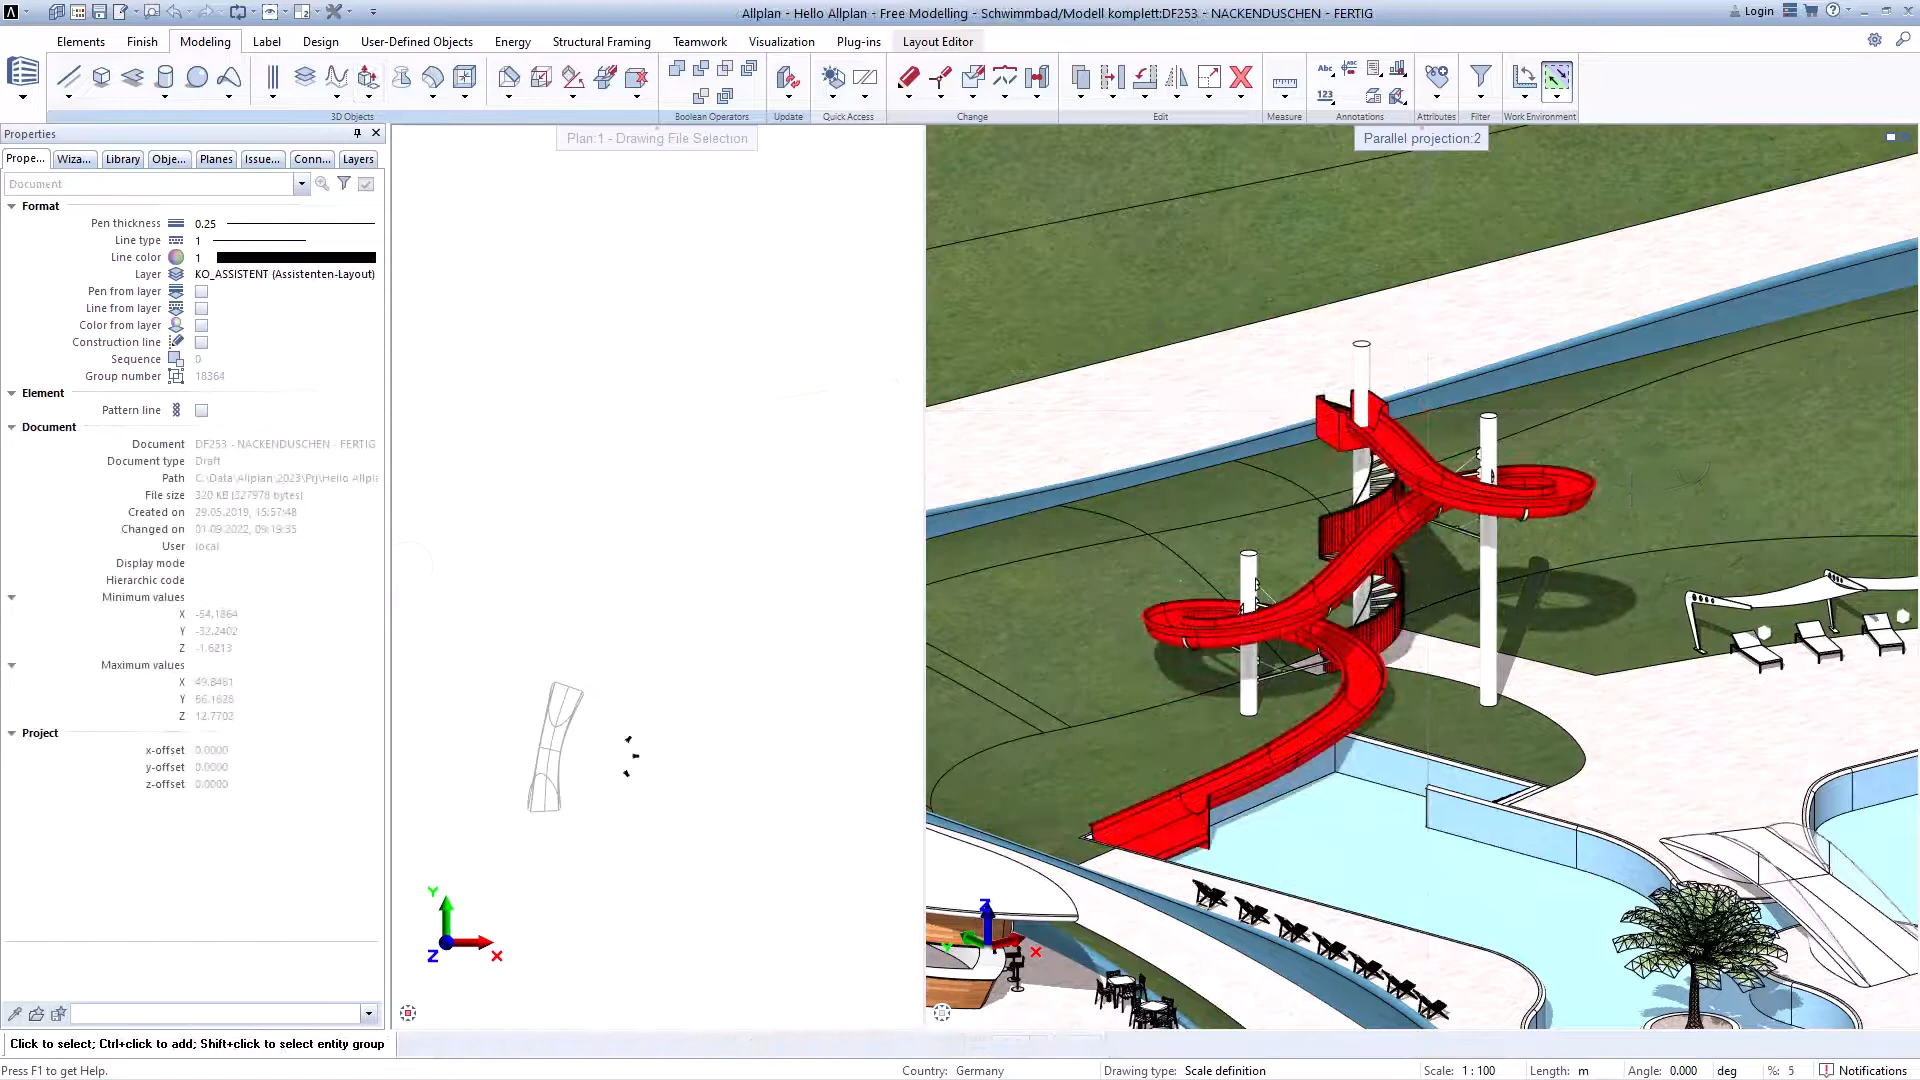 Allplan - Hello Allplan - Free Modelling - Schwimmbad/Modell komplett:DF253 - NACKENDUSCHEN - FERTIG
Login
Elements Finish Modeling Label Design User-Defined Objects Energy Structural Framing Teamwork Visualization Plug-ins Layout Editor
Abc
123
3D Objects Boolean Operators Update Quick Access Change Edit Measure Annotations Attributes Filter Work Environment
Properties
Prope... Wiza... Library Obje... Planes Issue... Conn... Layers
Document
Format
Pen thickness 0.25
Line type 1
Line color 1
Layer KO_ASSISTENT (Assistenten-Layout)
Pen from layer
Line from layer
Color from layer
Construction line
Sequence 0
Group number 18364
Element
Pattern line
Document
Document DF253 - NACKENDUSCHEN - FERTIG
Document type Draft
Path C:\Data\Allplan\2023\Prj\Hello Allpla
File size 320 KB (327978 bytes)
Created on 29.05.2019, 15:57:48
Changed on 01.09.2022, 09:19:35
User local
Display mode
Hierarchic code
Minimum values
X -54.1864
Y -32.2402
Z -1.6213
Maximum values
X 49.8481
Y 56.1628
Z 12.7702
Project
x-offset 0.0000
y-offset 0.0000
z-offset 0.0000
Plan:1 - Drawing File Selection
Parallel projection:2
Y
Z X
Z
Y X
Click to select; Ctrl+click to add; Shift+click to select entity group
Press F1 to get Help.
Country: Germany
Drawing type: Scale definition
Scale: 1 : 100
Length: m
Angle: 0.000 deg
%: 5
Notifications